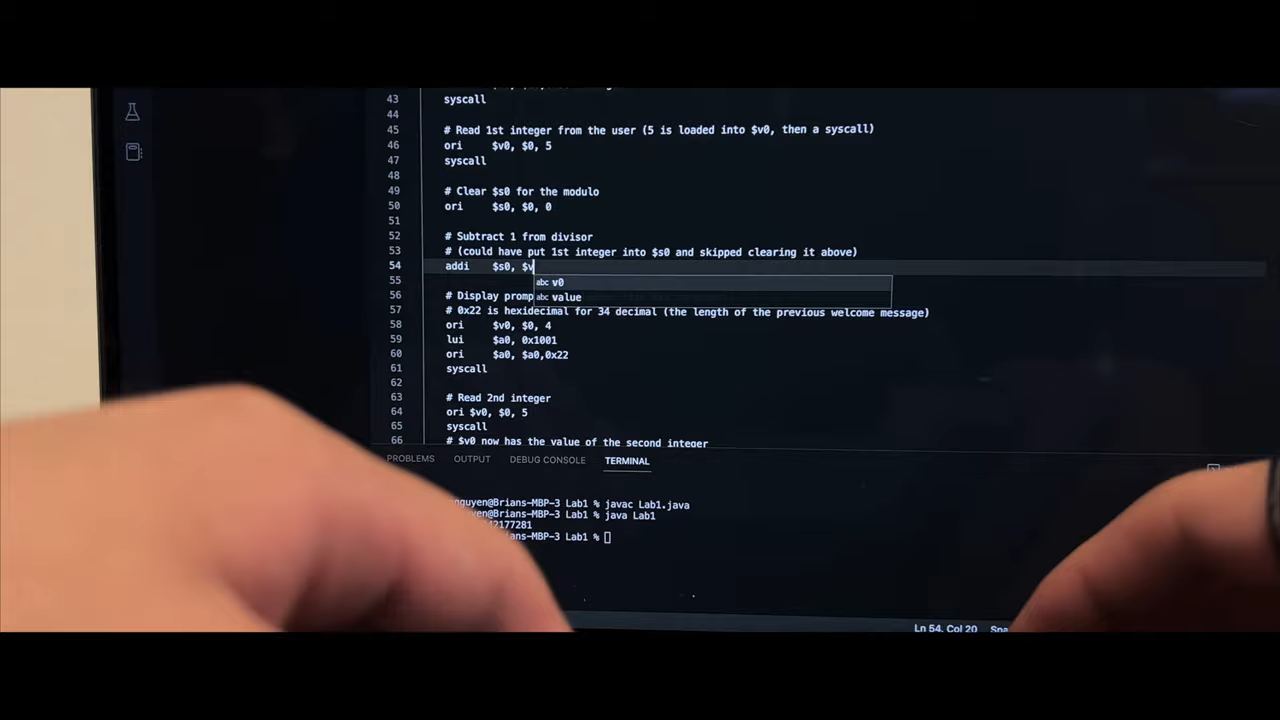 43 syscall
44
45 # Read 1st integer from the user (5 is loaded into $v0, then a syscall)
46 ori $v0, $0, 5
47 syscall
48
49 # Clear $s0 for the modulo
50 ori $s0, $0, 0
51
52 # Subtract 1 from divisor
53 # (could have put 1st integer into $s0 and skipped clearing it above)
54 addi $s0, $v
abc v0
55
abc value
56 # Display promp
57 # 0x22 is hexidecimal for 34 decimal (the length of the previous welcome message)
58 ori $v0, $0, 4
59 lui $a0, 0x1001
60 ori $a0, $a0,0x22
61 syscall
62
63 # Read 2nd integer
64 ori $v0, $0, 5
65 syscall
66 # $v0 now has the value of the second integer
PROBLEMS OUTPUT DEBUG CONSOLE TERMINAL
nguyen@Brians-MBP-3 Lab1 % javac Lab1.java
nguyen@Brians-MBP-3 Lab1 % java Lab1
42177281
ans-MBP-3 Lab1 %
Ln 54, Col 20 Spa